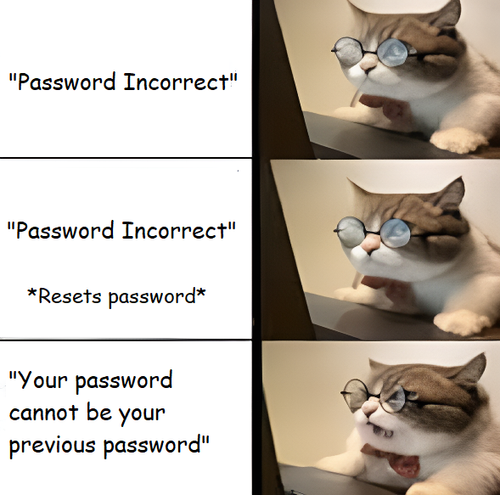 "Password Incorrect"
"Password Incorrect"
*Resets password*
"Your password
cannot be your
previous password"